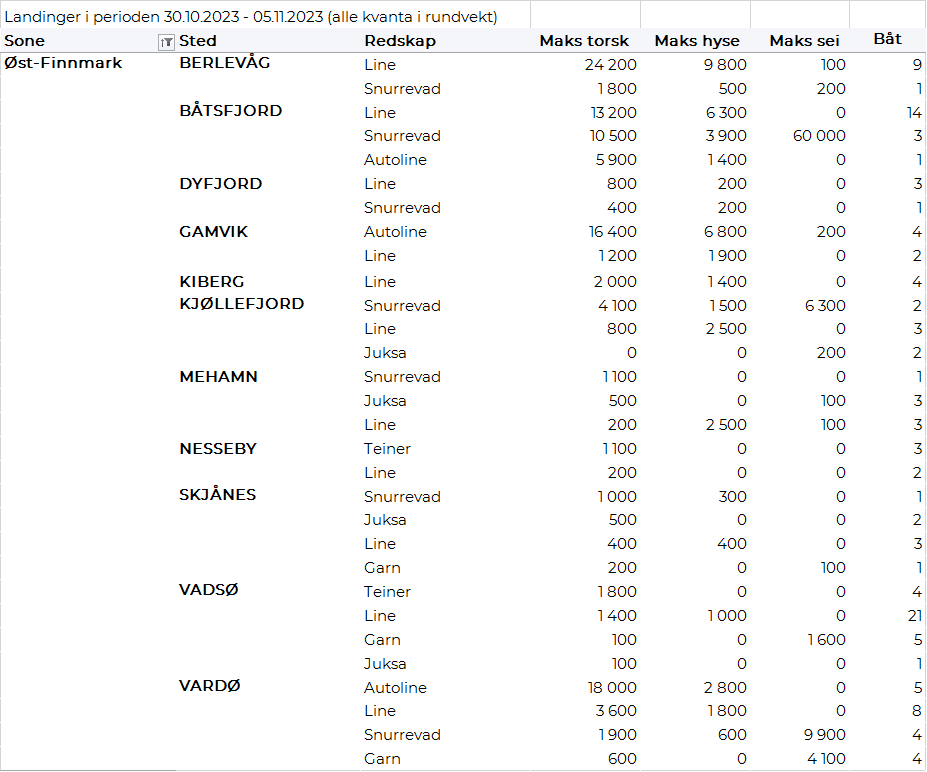 Landinger i perioden 30.10.2023 - 05.11.2023 (alle kvanta i rundvekt)
Sone Sted Redskap Maks torsk Maks hyse Maks sei Båt
Øst-Finnmark BERLEVÅG Line 24 200 9 800 100 9
Snurrevad 1 800 500 200 1
BÅTSFJORD Line 13 200 6 300 0 14
Snurrevad 10 500 3 900 60 000 3
Autoline 5 900 1 400 0 1
DYFJORD Line 800 200 0 3
Snurrevad 400 200 0 1
GAMVIK Autoline 16 400 6 800 200 4
Line 1 200 1 900 0 2
KIBERG Line 2 000 1 400 0 4
KJØLLEFJORD Snurrevad 4 100 1 500 6 300 2
Line 800 2 500 0 3
Juksa 0 0 200 2
MEHAMN Snurrevad 1 100 0 0 1
Juksa 500 0 100 3
Line 200 2 500 100 3
NESSEBY Teiner 1 100 0 0 3
Line 200 0 0 2
SKJÅNES Snurrevad 1 000 300 0 1
Juksa 500 0 0 2
Line 400 400 0 3
Garn 200 0 100 1
VADSØ Teiner 1 800 0 0 4
Line 1 400 1 000 0 21
Garn 100 0 1 600 5
Juksa 100 0 0 1
VARDØ Autoline 18 000 2 800 0 5
Line 3 600 1 800 0 8
Snurrevad 1 900 600 9 900 4
Garn 600 0 4 100 4